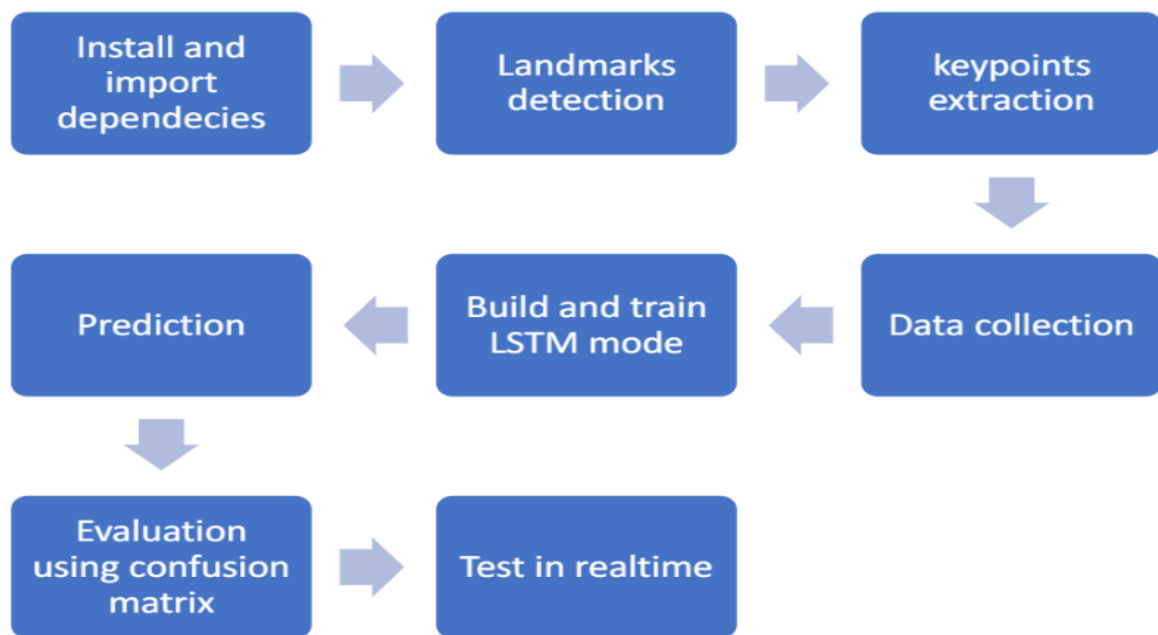 Install and
import
dependecies
Landmarks
detection
keypoints
extraction
Data collection
Build and train
LSTM mode
Prediction
Evaluation
using confusion
matrix
Test in realtime